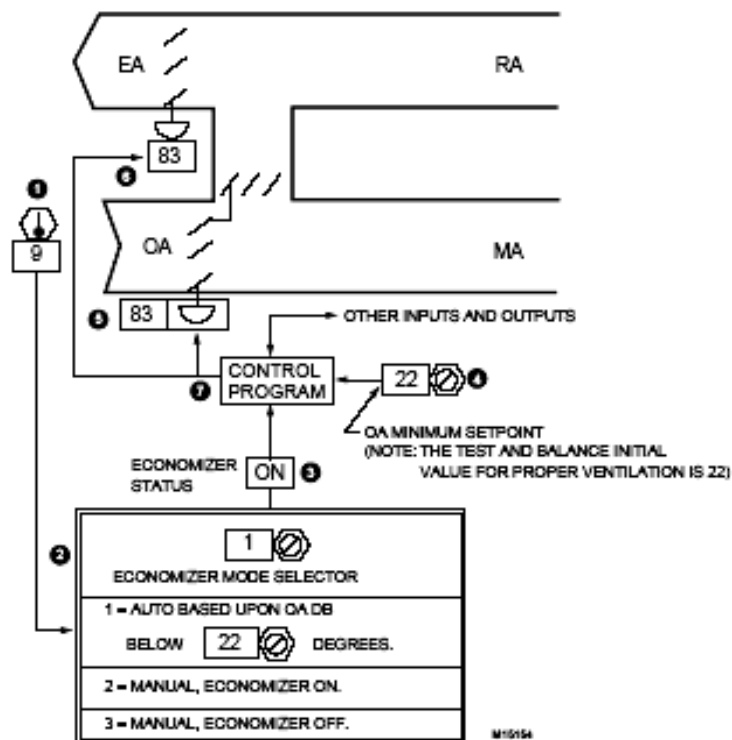 EA
RA
83
6
1
9
OA
MA
5
83
OTHER INPUTS AND OUTPUTS
CONTROL
PROGRAM
7
22
4
OA MINIMUM SETPOINT
(NOTE: THE TEST AND BALANCE INITIAL
VALUE FOR PROPER VENTILATION IS 22)
ECONOMIZER
STATUS
ON
3
2
1
ECONOMIZER MODE SELECTOR
1 = AUTO BASED UPON OA DB
BELOW 22 DEGREES.
2 = MANUAL, ECONOMIZER ON.
3 = MANUAL, ECONOMIZER OFF.
M15154